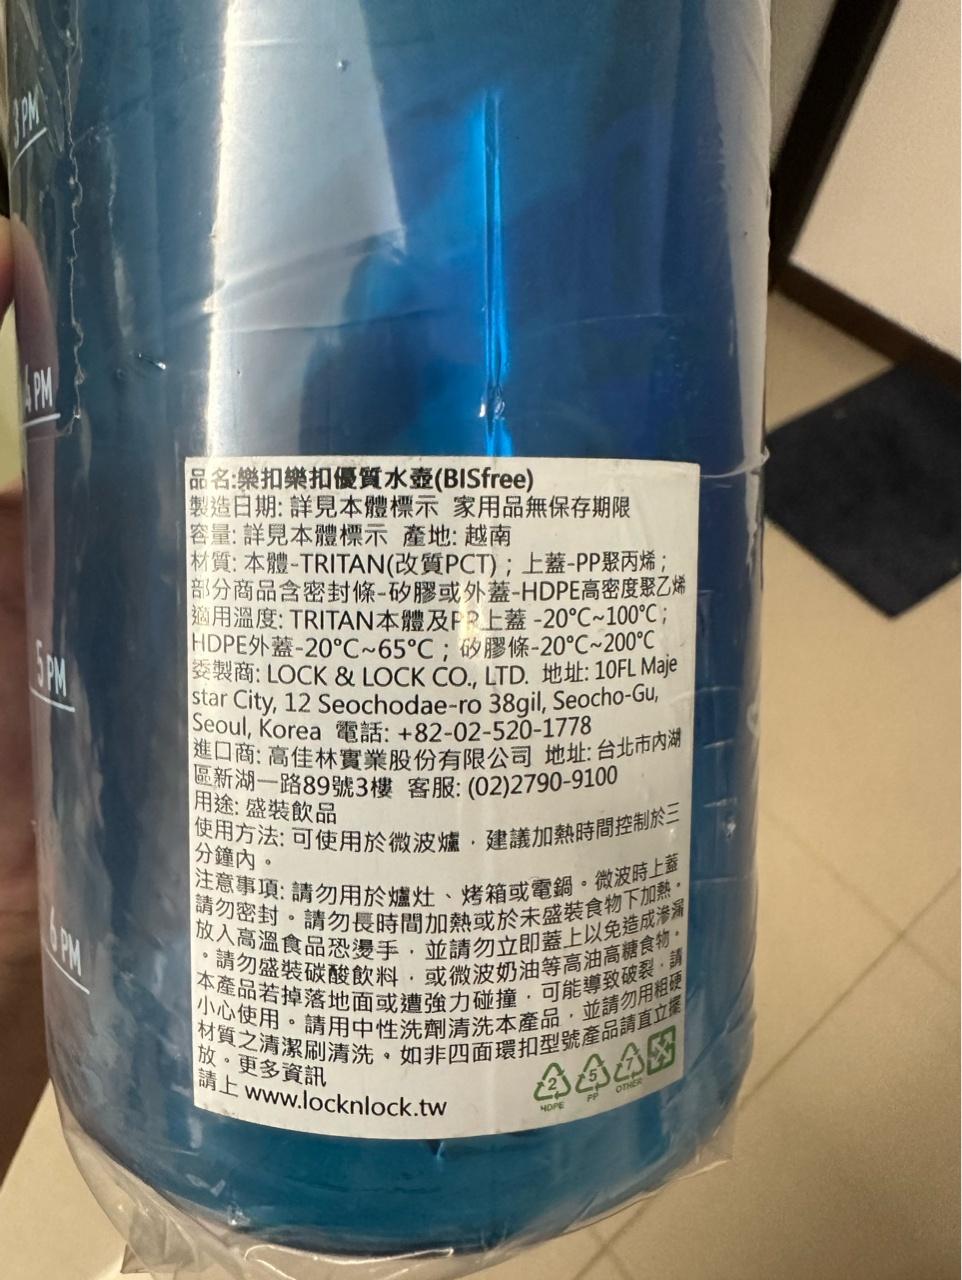 3 PM
4 PM
5 PM
6 PM
品名:樂扣樂扣優質水壺(BISfree)
製造日期: 詳見本體標示 家用品無保存期限
容量: 詳見本體標示 產地: 越南
材質: 本體-TRITAN(改質PCT)；上蓋-PP聚丙烯；
部分商品含密封條-矽膠或外蓋-HDPE高密度聚乙烯
適用溫度: TRITAN本體及PP上蓋 -20°C~100°C；
HDPE外蓋-20°C~65°C；矽膠條-20°C~200°C
委製商: LOCK & LOCK CO., LTD. 地址: 10FL Maje
star City, 12 Seochodae-ro 38gil, Seocho-Gu,
Seoul, Korea 電話: +82-02-520-1778
進口商: 高佳林實業股份有限公司 地址: 台北市內湖
區新湖一路89號3樓 客服: (02)2790-9100
用途: 盛裝飲品
使用方法: 可使用於微波爐，建議加熱時間控制於三
分鐘內。
注意事項: 請勿用於爐灶、烤箱或電鍋。微波時上蓋
請勿密封。請勿長時間加熱或於未盛裝食物下加熱。
放入高溫食品恐燙手，並請勿立即蓋上以免造成滲漏
。請勿盛裝碳酸飲料，或微波奶油等高油高糖食物。
本產品若掉落地面或遭強力碰撞，可能導致破裂，請
小心使用。請用中性洗劑清洗本產品，並請勿用粗硬
材質之清潔刷清洗。如非四面環扣型號產品請直立擺
放。更多資訊
請上 www.locknlock.tw
2 5 7
HDPE PP OTHER